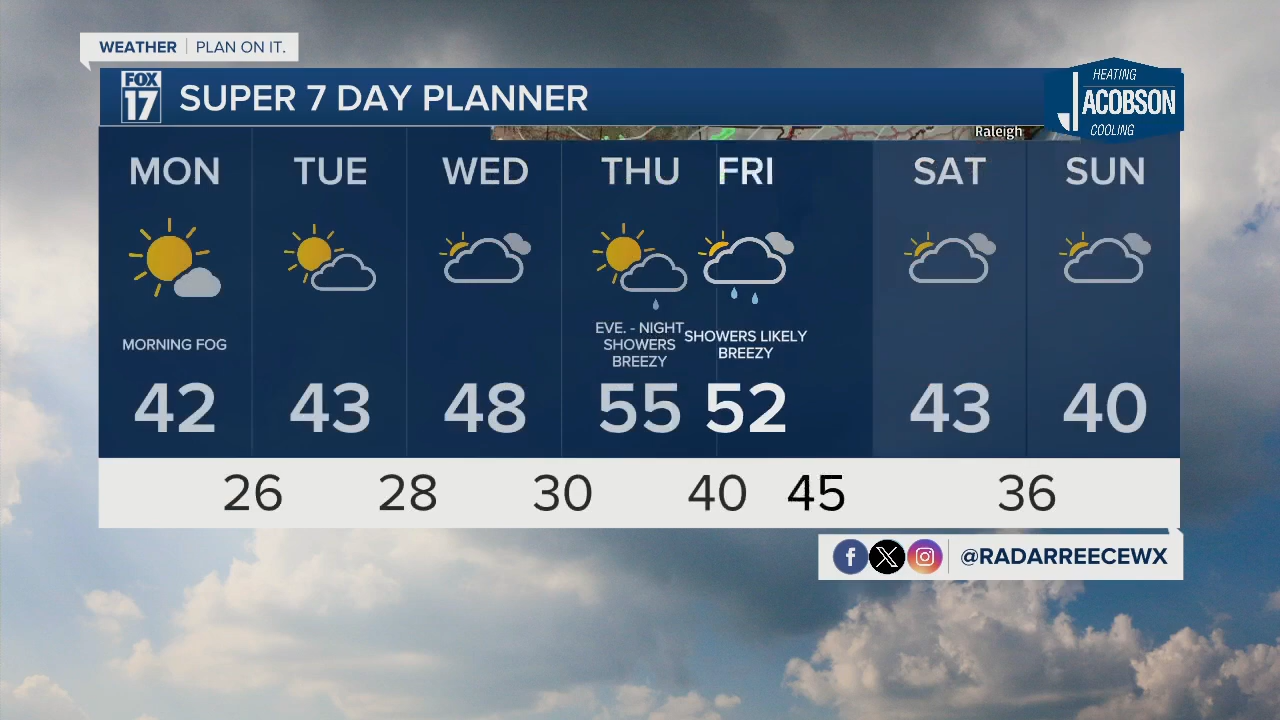 WEATHER PLAN ON IT.
FOX
17
SUPER 7 DAY PLANNER
HEATING
JACOBSON
COOLING
Raleigh
MON TUE WED THU FRI SAT SUN
MORNING FOG
EVE. - NIGHT
SHOWERS
BREEZY
SHOWERS LIKELY
BREEZY
42 43 48 55 52 43 40
26 28 30 40 45 36
@RADARREECEWX